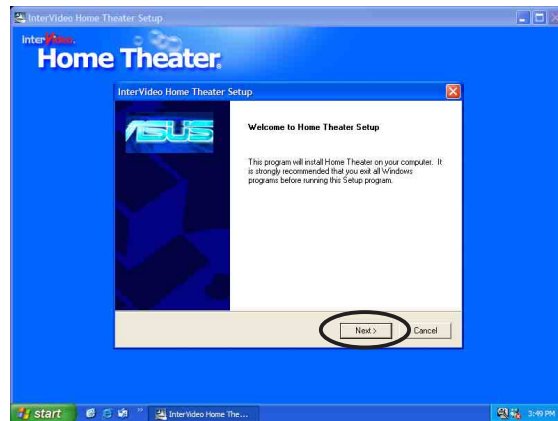 InterVideo Home Theater Setup
InterVideo.
Home Theater®
InterVideo Home Theater Setup
ASUS
Welcome to Home Theater Setup
This program will install Home Theater on your computer. It
is strongly recommended that you exit all Windows
programs before running this Setup program.
Next >
Cancel
start
InterVideo Home The...
3:49 PM